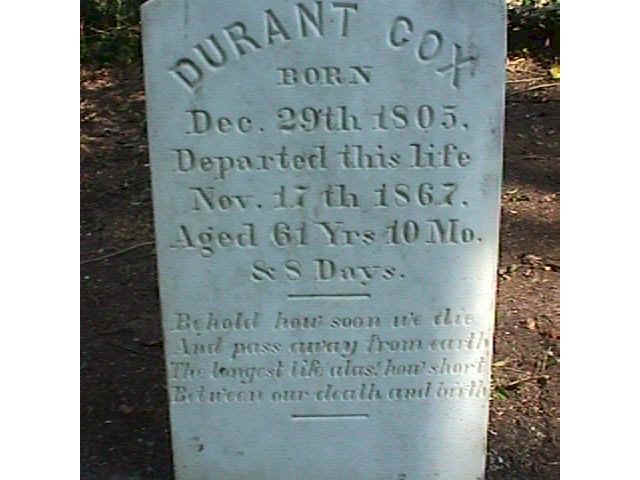 DURANT COX
BORN
Dec. 29th 1805.
Departed this life
Nov. 17th 1867.
Aged 61 Yrs 10 Mo.
& 8 Days.
Behold how soon we die
And pass away from earth
The longest life alas! how short
Between our death and birth